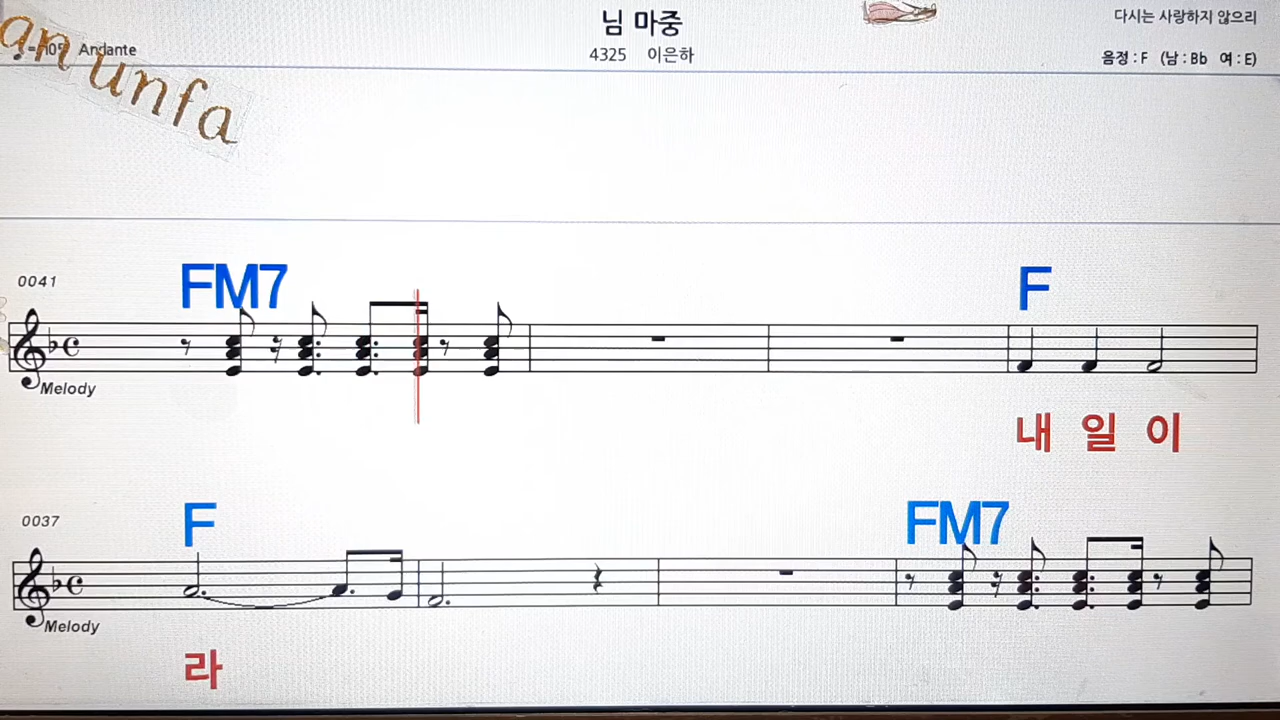 님 마중
다시는 사랑하지 않으리
an unfa
Andante
4325 이은하
음정 : F (남 : Bb 여 : E)
0041
FM7 F
Melody
내 일 이
0037
F FM7
Melody
라